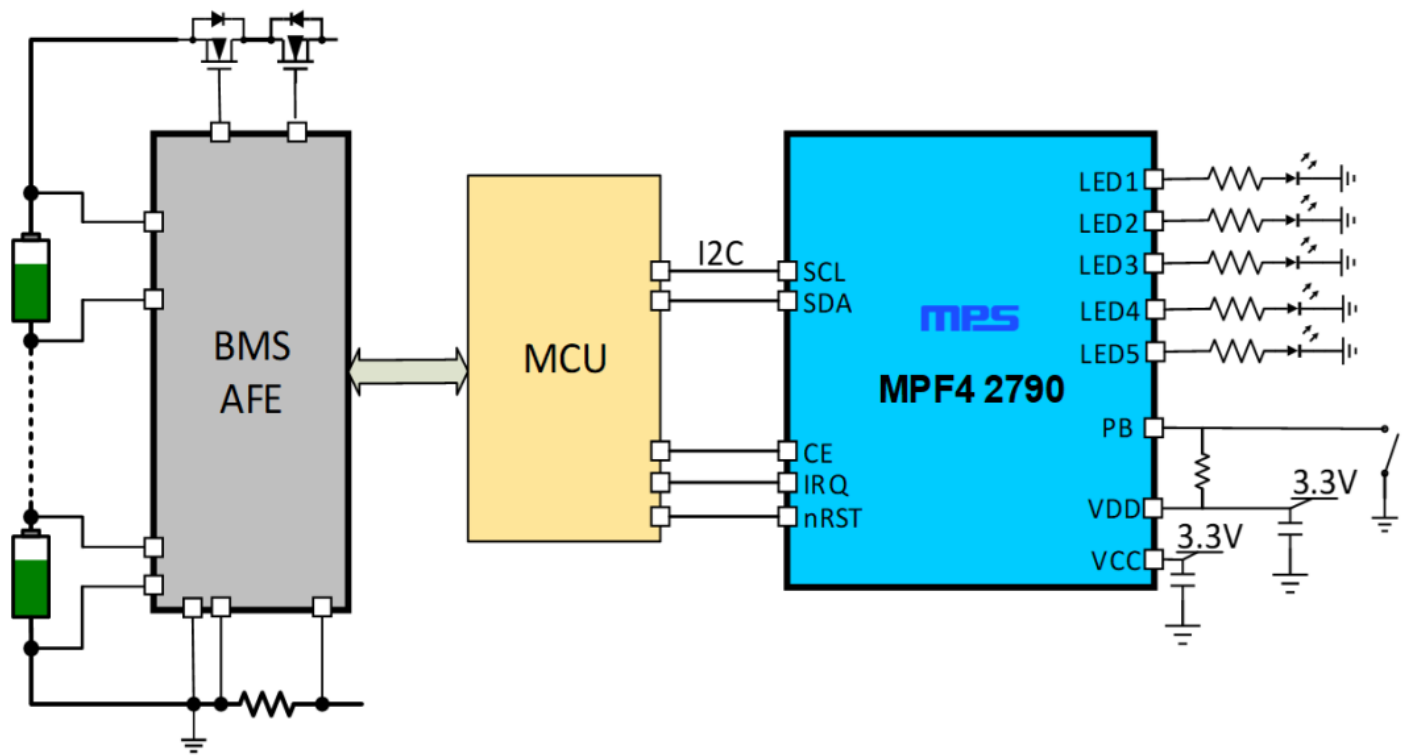 BMS
AFE
MCU
I2C
SCL
SDA
CE
IRQ
nRST
mPS
MPF4 2790
LED1
LED2
LED3
LED4
LED5
PB
VDD
VCC
3.3V
3.3V